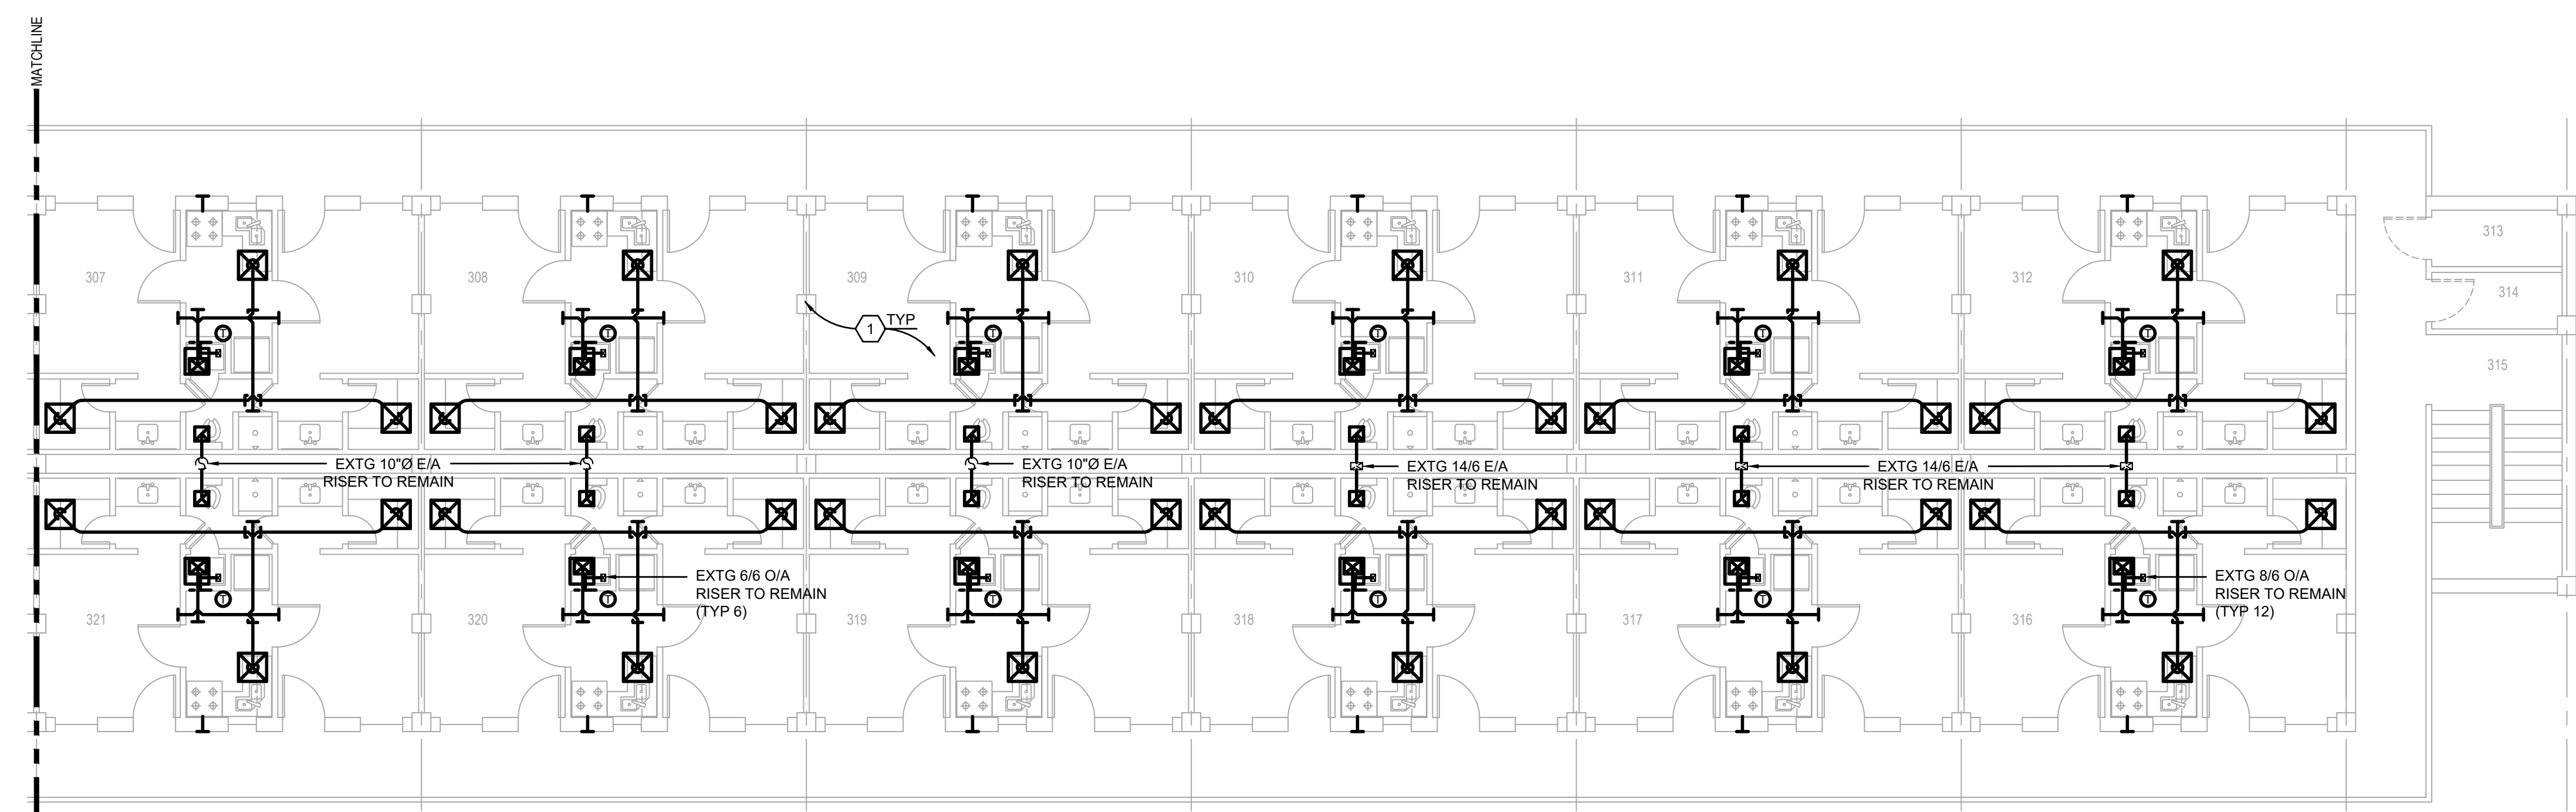 MATCHLINE
307
308
309
310
311
312
313
314
315
1
TYP
T
T
T
T
T
T
EXTG 10"Ø E/A
RISER TO REMAIN
EXTG 10"Ø E/A
RISER TO REMAIN
EXTG 14/6 E/A
RISER TO REMAIN
EXTG 14/6 E/A
RISER TO REMAIN
EXTG 6/6 O/A
RISER TO REMAIN
(TYP 6)
EXTG 8/6 O/A
RISER TO REMAIN
(TYP 12)
T
T
T
T
T
T
321
320
319
318
317
316